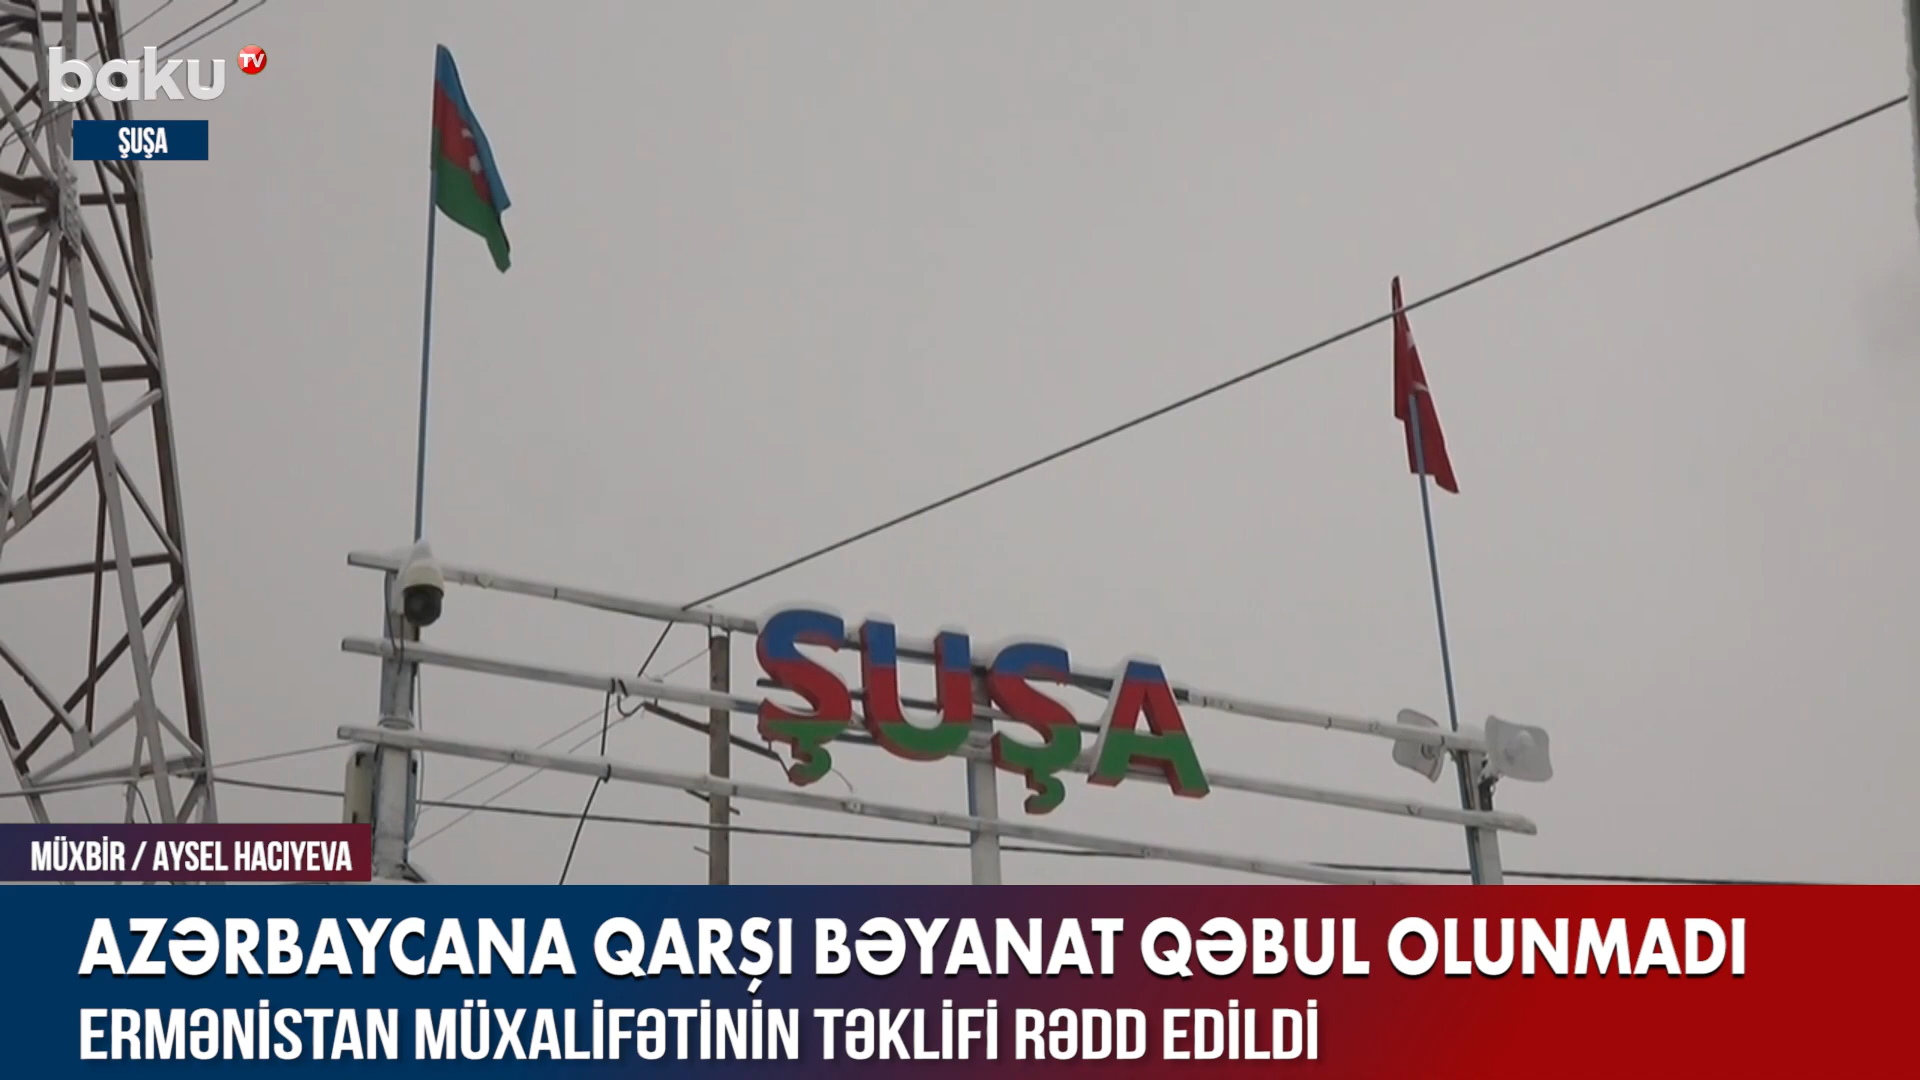 baku TV
ŞUŞA
ŞUŞA
MÜXBİR / AYSEL HACIYEVA
AZƏRBAYCANA QARŞI BƏYANAT QƏBUL OLUNMADI
ERMƏNİSTAN MÜXALİFƏTİNİN TƏKLİFİ RƏDD EDİLDİ